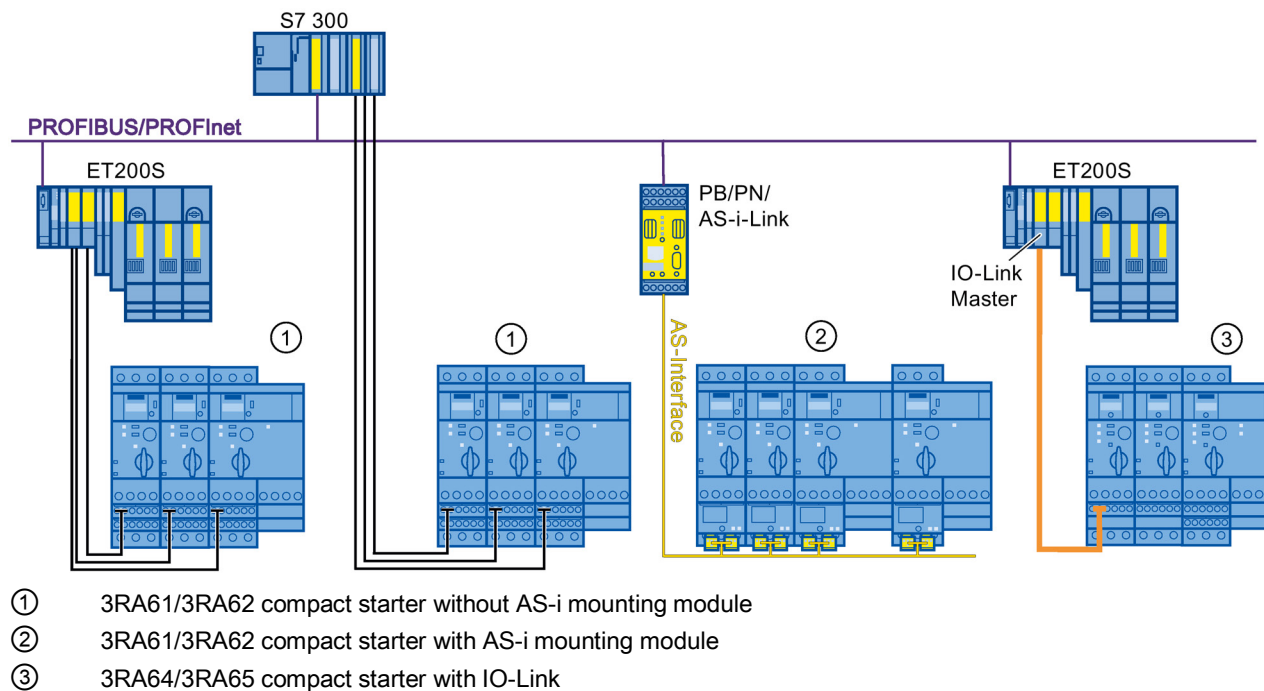 S7 300
PROFIBUS/PROFInet
ET200S
ET200S
PB/PN/
AS-i-Link
IO-Link
Master
AS-Interface
1
1
2
3
1 3RA61/3RA62 compact starter without AS-i mounting module
2 3RA61/3RA62 compact starter with AS-i mounting module
3 3RA64/3RA65 compact starter with IO-Link